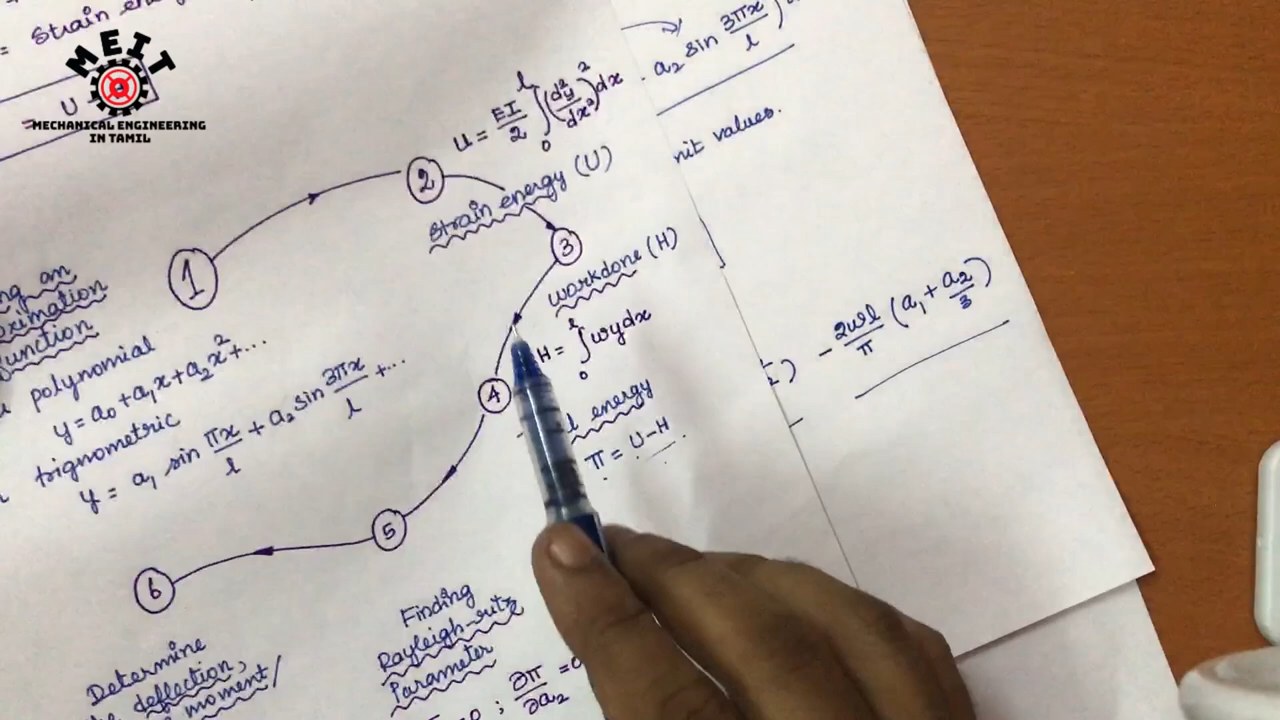 = Strain
= U
MEIT
MECHANICAL ENGINEERING
IN TAMIL
a₂ sin 3πx/l
nit values.
U = EI/2 ∫₀ˡ (d²y/dx²)² dx
2
Strain energy (U)
3
1
workdone (H)
H = ∫₀ˡ wy dx
4
energy
π = U-H
- 2wl/π (a₁ + a₂/3)
an
function
polynomial
y = a₀ + a₁x + a₂x² + ...
trignometric
y = a₁ sin πx/l + a₂ sin 3πx/l + ...
5
6
Determine
deflection,
moment/
Finding
Rayleigh-ritz
Parameter
; ∂π/∂a₂ = 0